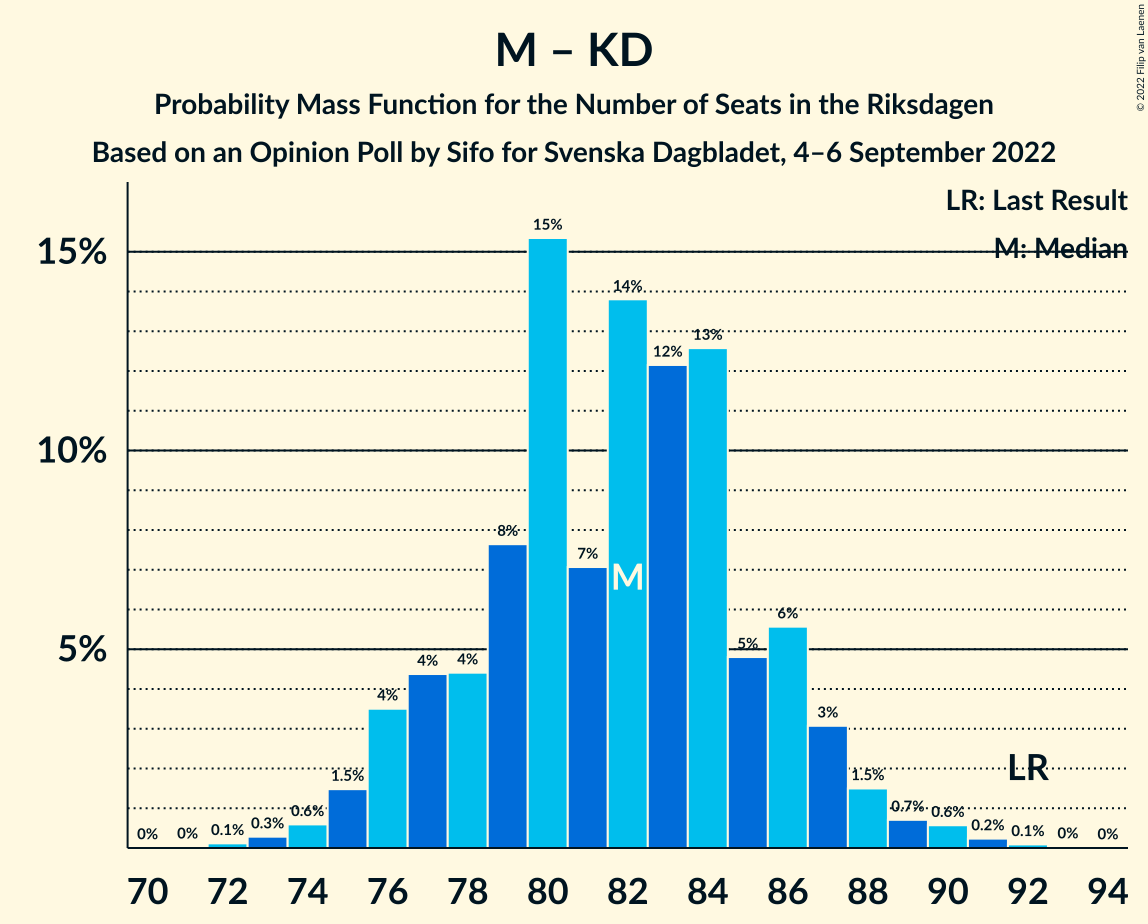 M – KD
Probability Mass Function for the Number of Seats in the Riksdagen
Based on an Opinion Poll by Sifo for Svenska Dagbladet, 4–6 September 2022
© 2022 Filip van Laenen
LR: Last Result
M: Median
15%
10%
5%
0% 0% 0.1% 0.3% 0.6% 1.5% 4% 4% 4% 8% 15% 7% 14% 12% 13% 5% 6% 3% 1.5% 0.7% 0.6% 0.2% 0.1% 0% 0%
M
LR
70 72 74 76 78 80 82 84 86 88 90 92 94